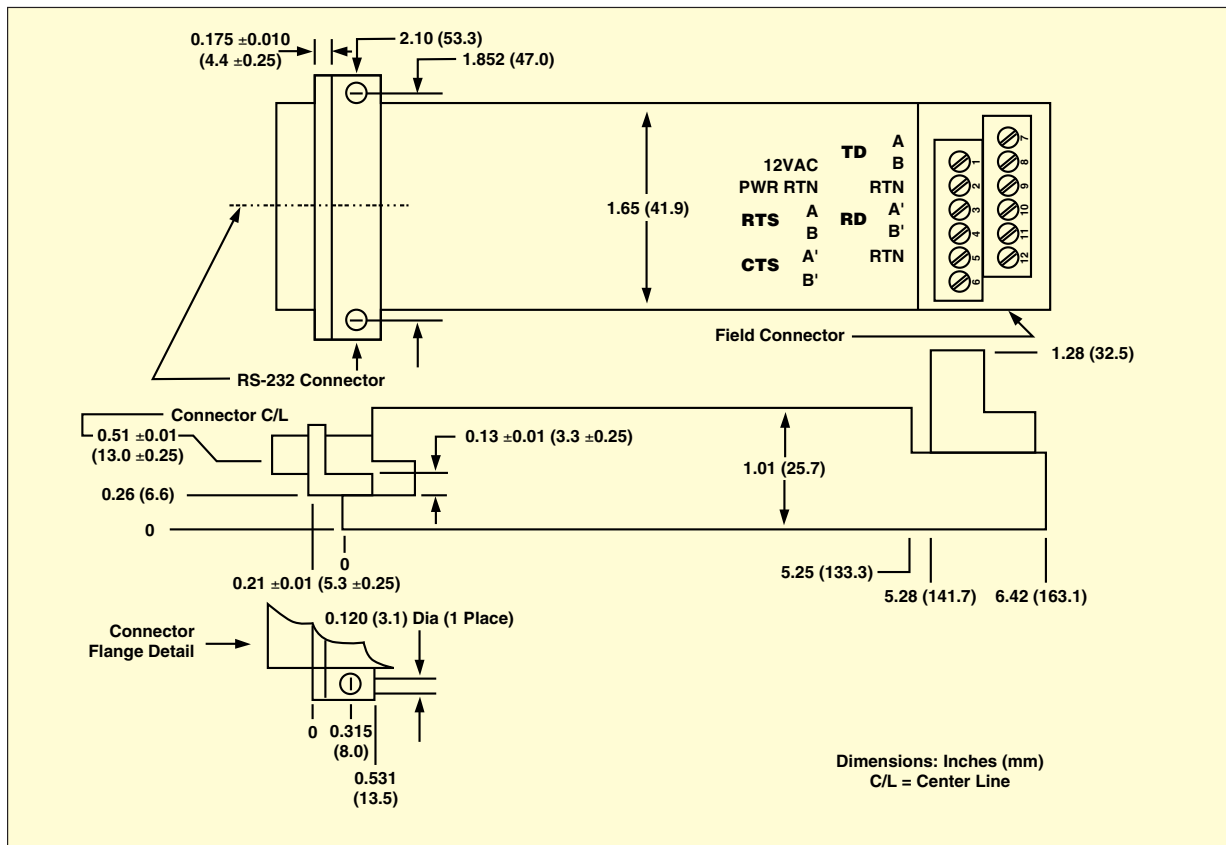 0.175 ±0.010
(4.4 ±0.25)
2.10 (53.3)
1.852 (47.0)
1.65 (41.9)
12VAC
PWR RTN
RTS
A
B
CTS
A'
B'
TD
A
B
RTN
RD
A'
B'
RTN
1
2
3
4
5
6
7
8
9
10
11
12
Field Connector
RS-232 Connector
1.28 (32.5)
Connector C/L
0.51 ±0.01
(13.0 ±0.25)
0.13 ±0.01 (3.3 ±0.25)
1.01 (25.7)
0.26 (6.6)
0
0
0.21 ±0.01 (5.3 ±0.25)
5.25 (133.3)
5.28 (141.7)
6.42 (163.1)
0.120 (3.1) Dia (1 Place)
Connector
Flange Detail
0
0.315
(8.0)
0.531
(13.5)
Dimensions: Inches (mm)
C/L = Center Line